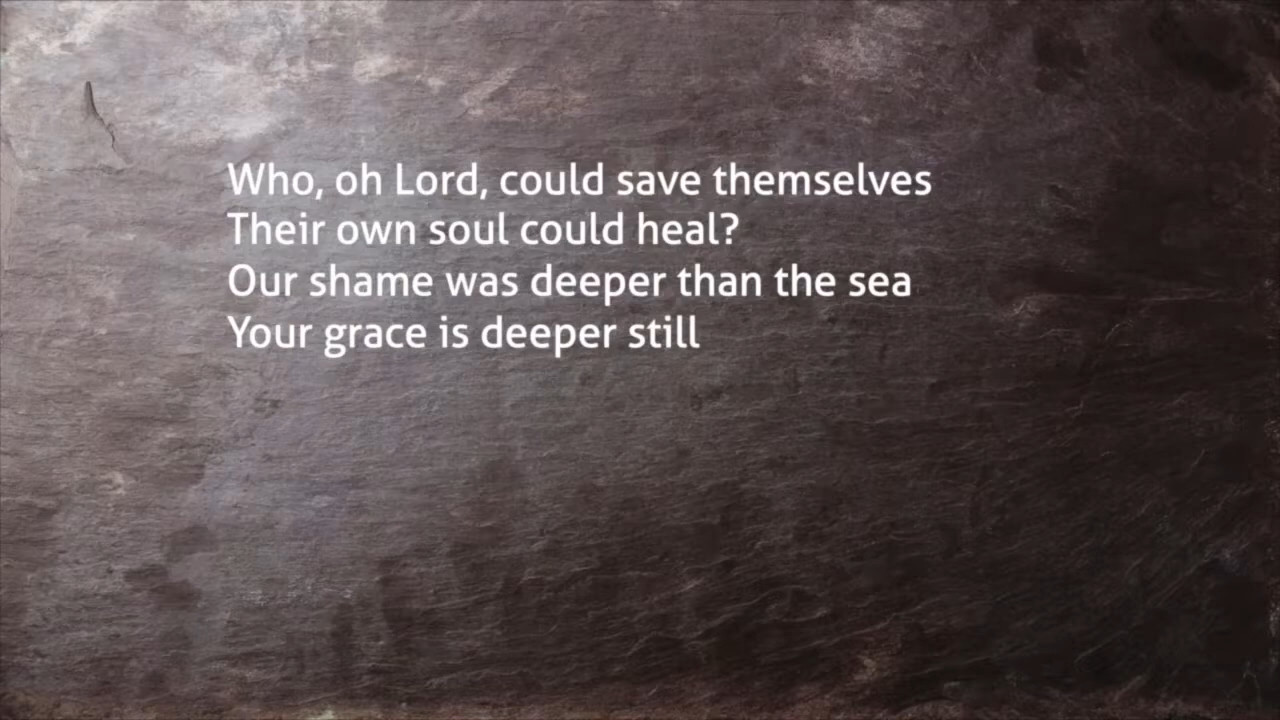 Who, oh Lord, could save themselves
Their own soul could heal?
Our shame was deeper than the sea
Your grace is deeper still